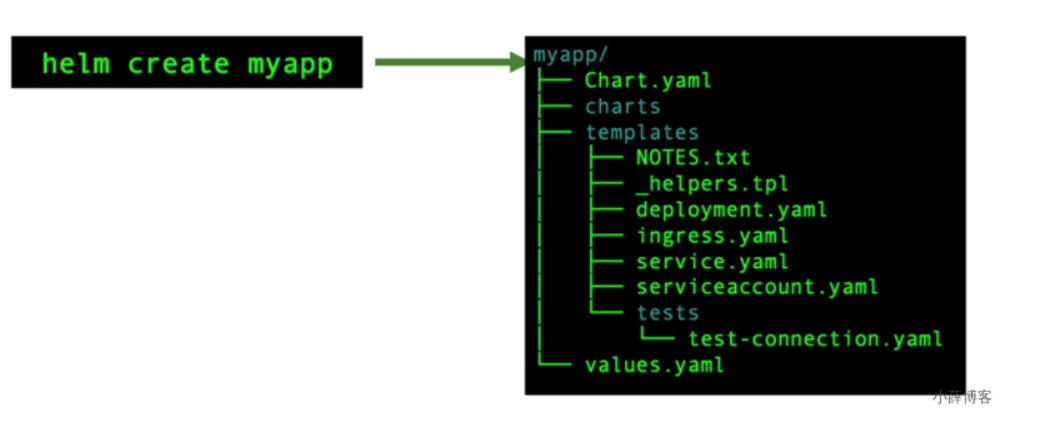 helm create myapp
myapp/
├── Chart.yaml
├── charts
├── templates
│   ├── NOTES.txt
│   ├── _helpers.tpl
│   ├── deployment.yaml
│   ├── ingress.yaml
│   ├── service.yaml
│   ├── serviceaccount.yaml
│   └── tests
│       └── test-connection.yaml
└── values.yaml
小薛博客